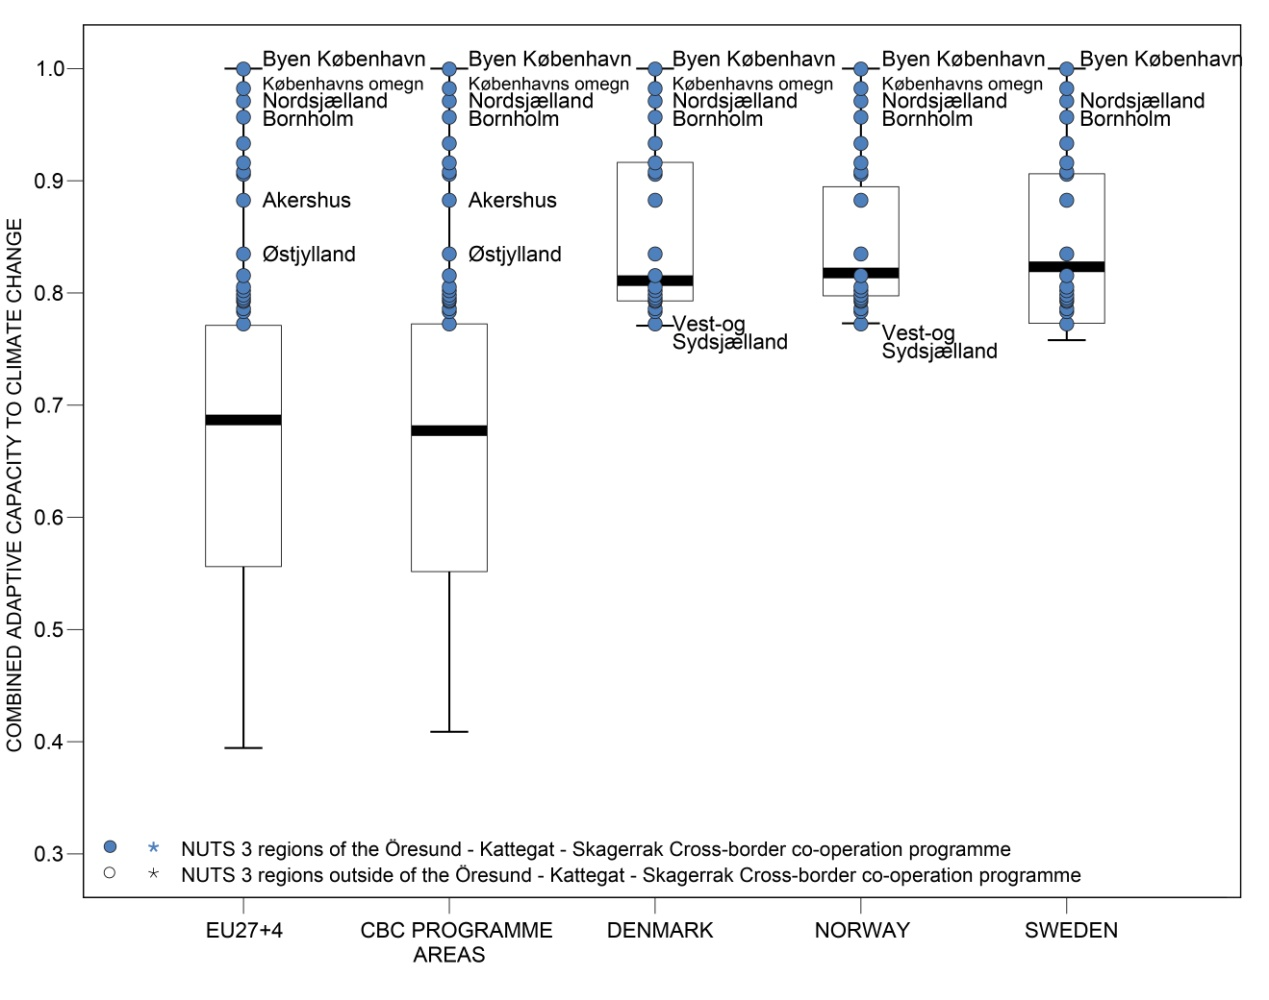 COMBINED ADAPTIVE CAPACITY TO CLIMATE CHANGE
1.0
0.9
0.8
0.7
0.6
0.5
0.4
0.3
Byen København
Københavns omegn
Nordsjælland
Bornholm
Akershus
Østjylland
Byen København
Københavns omegn
Nordsjælland
Bornholm
Akershus
Østjylland
Byen København
Københavns omegn
Nordsjælland
Bornholm
Vest-og
Sydsjælland
Byen København
Københavns omegn
Nordsjælland
Bornholm
Vest-og
Sydsjælland
Byen København
Nordsjælland
Bornholm
* NUTS 3 regions of the Öresund - Kattegat - Skagerrak Cross-border co-operation programme
* NUTS 3 regions outside of the Öresund - Kattegat - Skagerrak Cross-border co-operation programme
EU27+4
CBC PROGRAMME
AREAS
DENMARK
NORWAY
SWEDEN